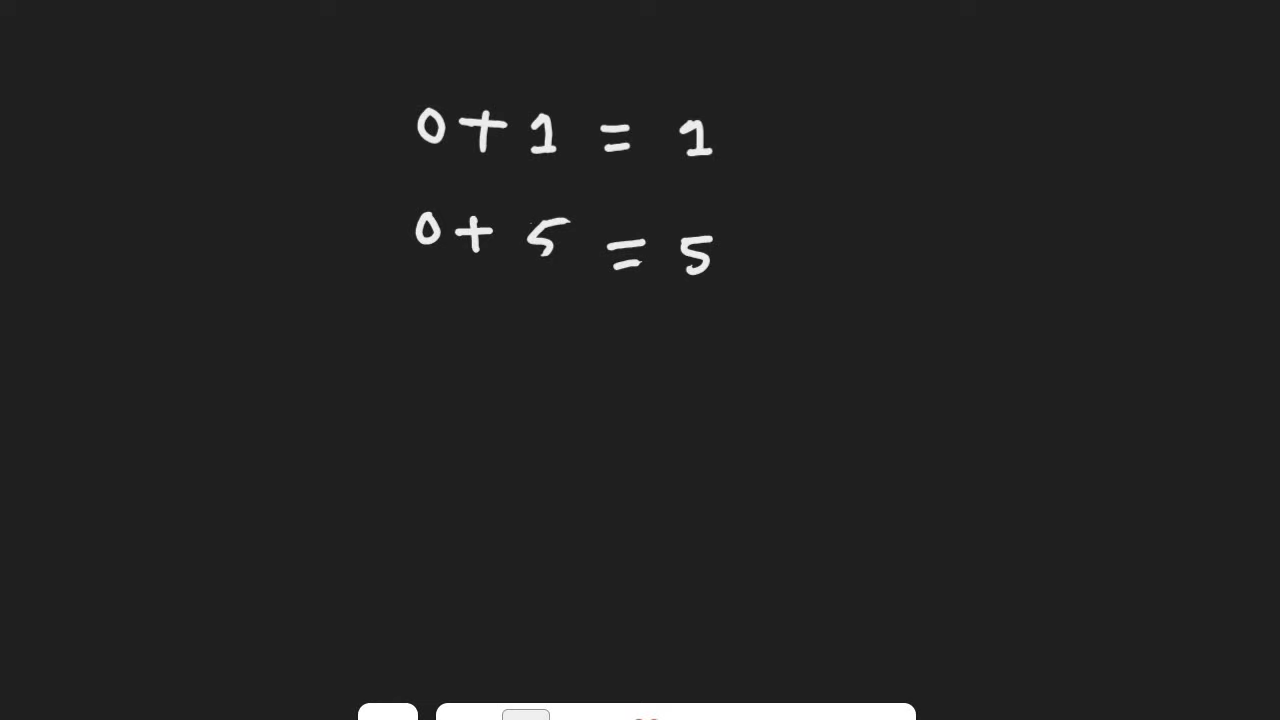 0 + 1 = 1
0 + 5 = 5